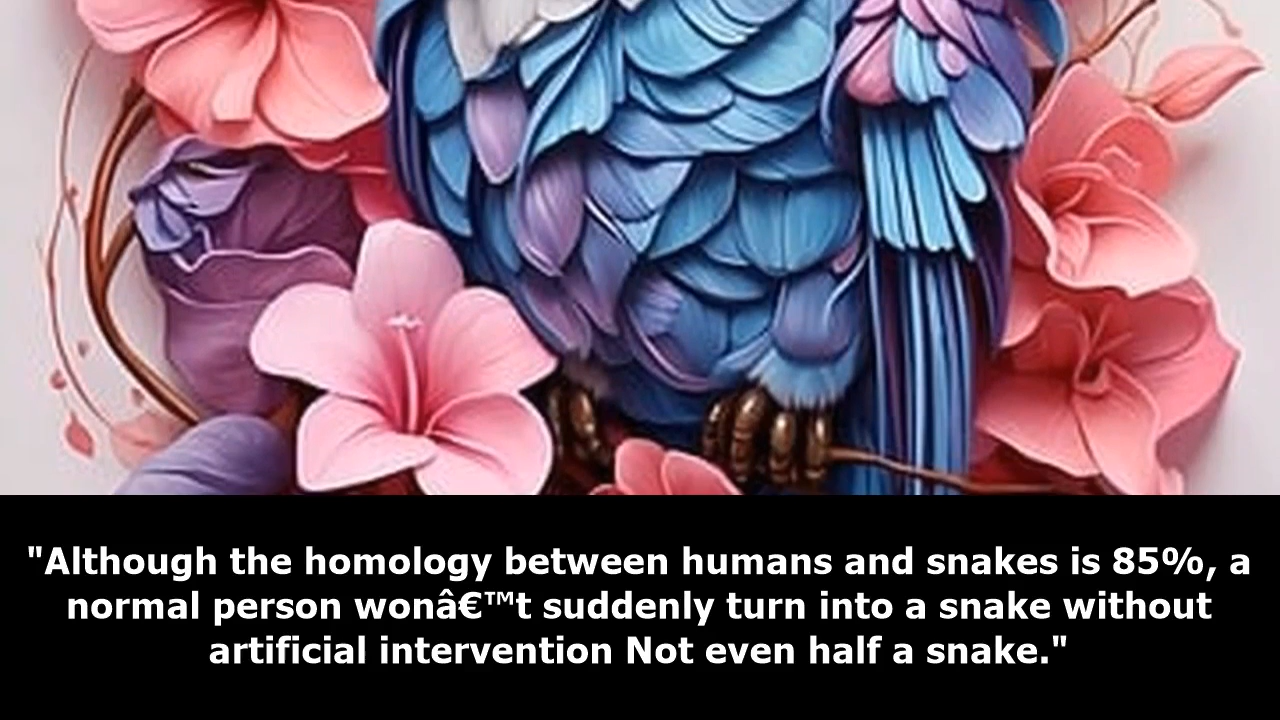 "Although the homology between humans and snakes is 85%, a
normal person wonâ€™t suddenly turn into a snake without
artificial intervention Not even half a snake."